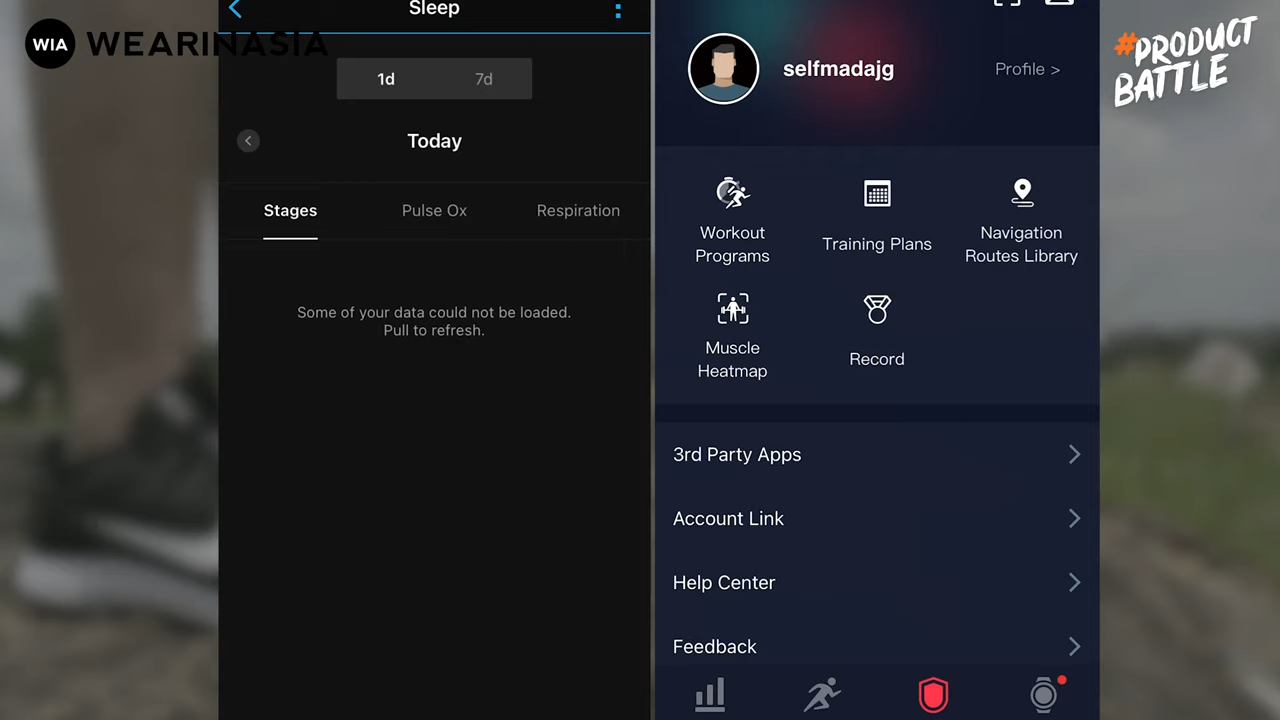 WIA WEARINASIA
#PRODUCT
BATTLE
Sleep
1d 7d
Today
Stages Pulse Ox Respiration
Some of your data could not be loaded.
Pull to refresh.
selfmadajg
Profile >
Workout
Programs
Training Plans
Navigation
Routes Library
Muscle
Heatmap
Record
3rd Party Apps
Account Link
Help Center
Feedback